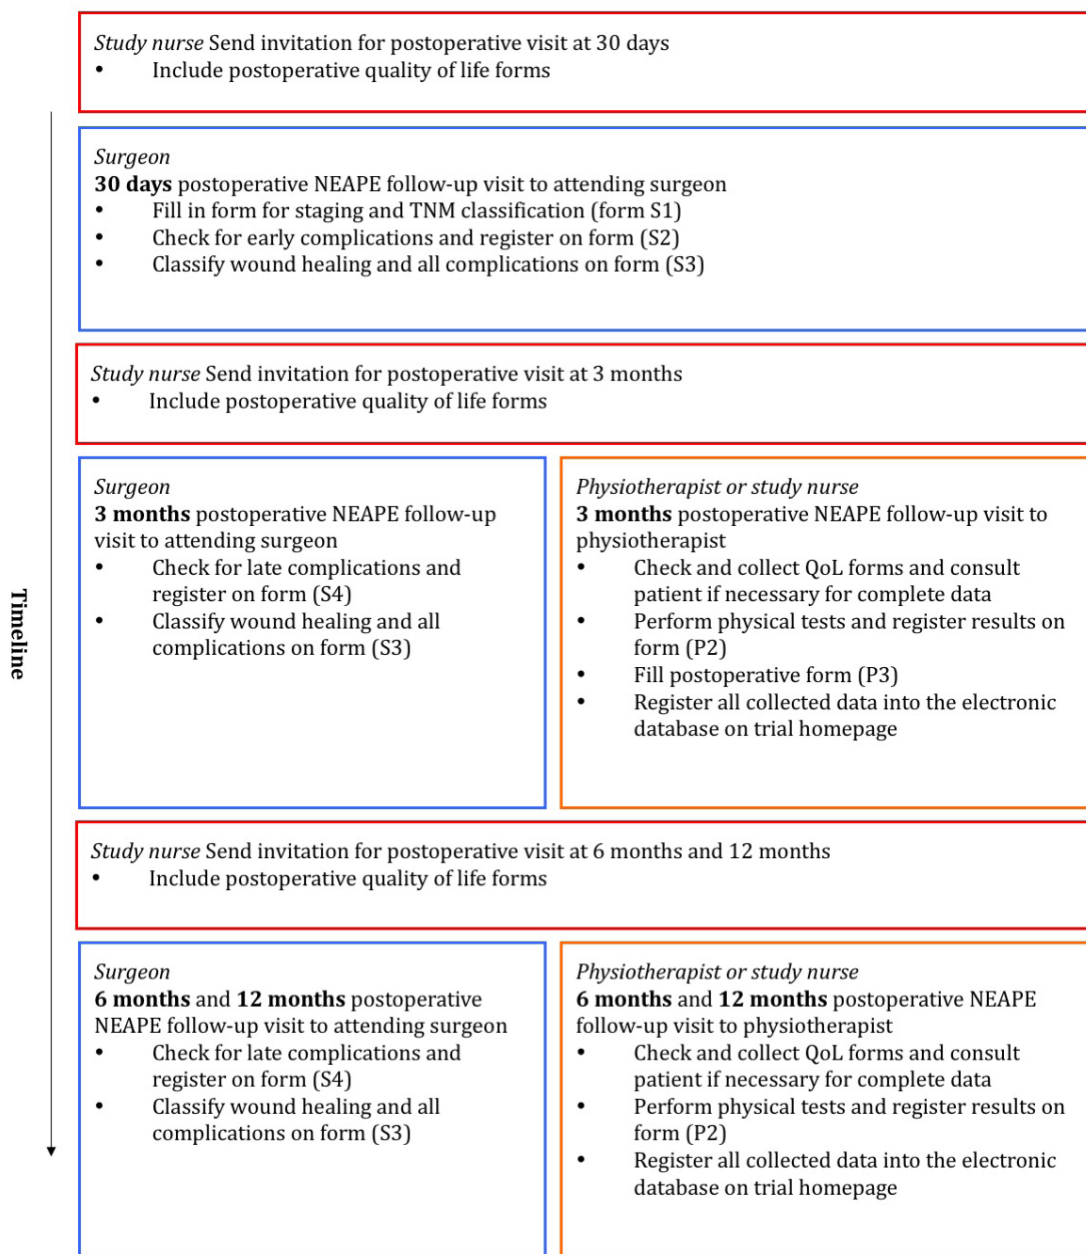 Study nurse Send invitation for postoperative visit at 30 days
• Include postoperative quality of life forms
Surgeon
30 days postoperative NEAPE follow-up visit to attending surgeon
• Fill in form for staging and TNM classification (form S1)
• Check for early complications and register on form (S2)
• Classify wound healing and all complications on form (S3)
Study nurse Send invitation for postoperative visit at 3 months
• Include postoperative quality of life forms
Surgeon
3 months postoperative NEAPE follow-up
visit to attending surgeon
• Check for late complications and
register on form (S4)
• Classify wound healing and all
complications on form (S3)
Physiotherapist or study nurse
3 months postoperative NEAPE follow-up visit to
physiotherapist
• Check and collect QoL forms and consult
patient if necessary for complete data
• Perform physical tests and register results on
form (P2)
• Fill postoperative form (P3)
• Register all collected data into the electronic
database on trial homepage
Timeline
Study nurse Send invitation for postoperative visit at 6 months and 12 months
• Include postoperative quality of life forms
Surgeon
6 months and 12 months postoperative
NEAPE follow-up visit to attending surgeon
• Check for late complications and
register on form (S4)
• Classify wound healing and all
complications on form (S3)
Physiotherapist or study nurse
6 months and 12 months postoperative NEAPE
follow-up visit to physiotherapist
• Check and collect QoL forms and consult
patient if necessary for complete data
• Perform physical tests and register results on
form (P2)
• Register all collected data into the electronic
database on trial homepage